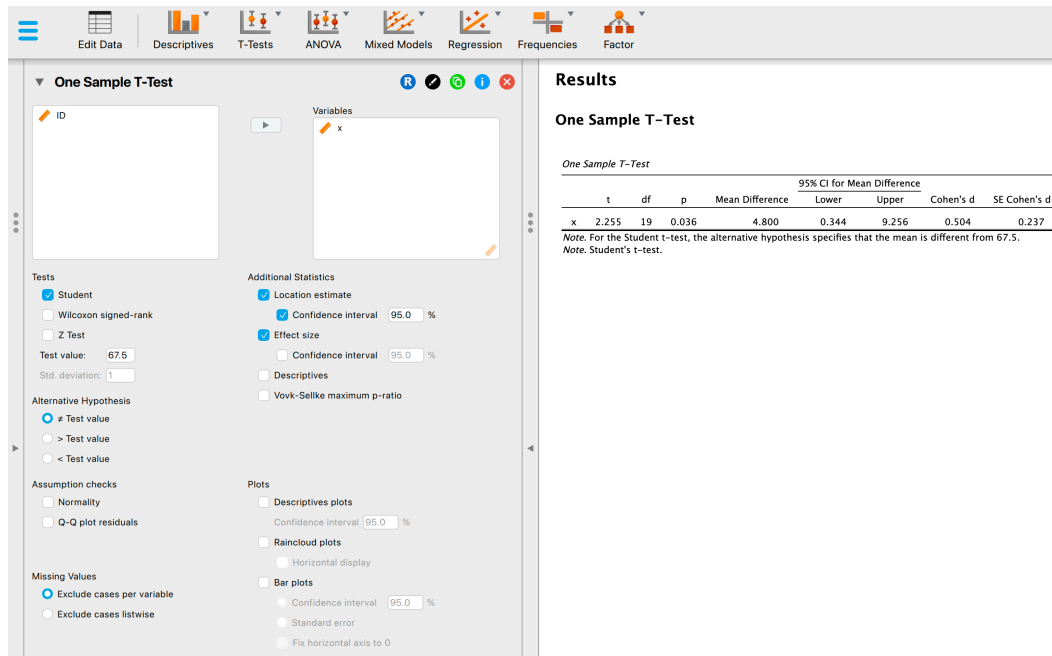 Edit Data Descriptives T-Tests ANOVA Mixed Models Regression Frequencies Factor
One Sample T-Test
R
i
ID
Variables
x
Tests
Student
Wilcoxon signed-rank
Z Test
Test value: 67.5
Std. deviation: 1
Alternative Hypothesis
≠ Test value
> Test value
< Test value
Assumption checks
Normality
Q-Q plot residuals
Missing Values
Exclude cases per variable
Exclude cases listwise
Additional Statistics
Location estimate
Confidence interval 95.0 %
Effect size
Confidence interval 95.0 %
Descriptives
Vovk-Sellke maximum p-ratio
Plots
Descriptives plots
Confidence interval 95.0 %
Raincloud plots
Horizontal display
Bar plots
Confidence interval 95.0 %
Standard error
Fix horizontal axis to 0
Results
One Sample T-Test
One Sample T-Test
95% CI for Mean Difference
t df p Mean Difference Lower Upper Cohen's d SE Cohen's d
x 2.255 19 0.036 4.800 0.344 9.256 0.504 0.237
Note. For the Student t-test, the alternative hypothesis specifies that the mean is different from 67.5.
Note. Student's t-test.